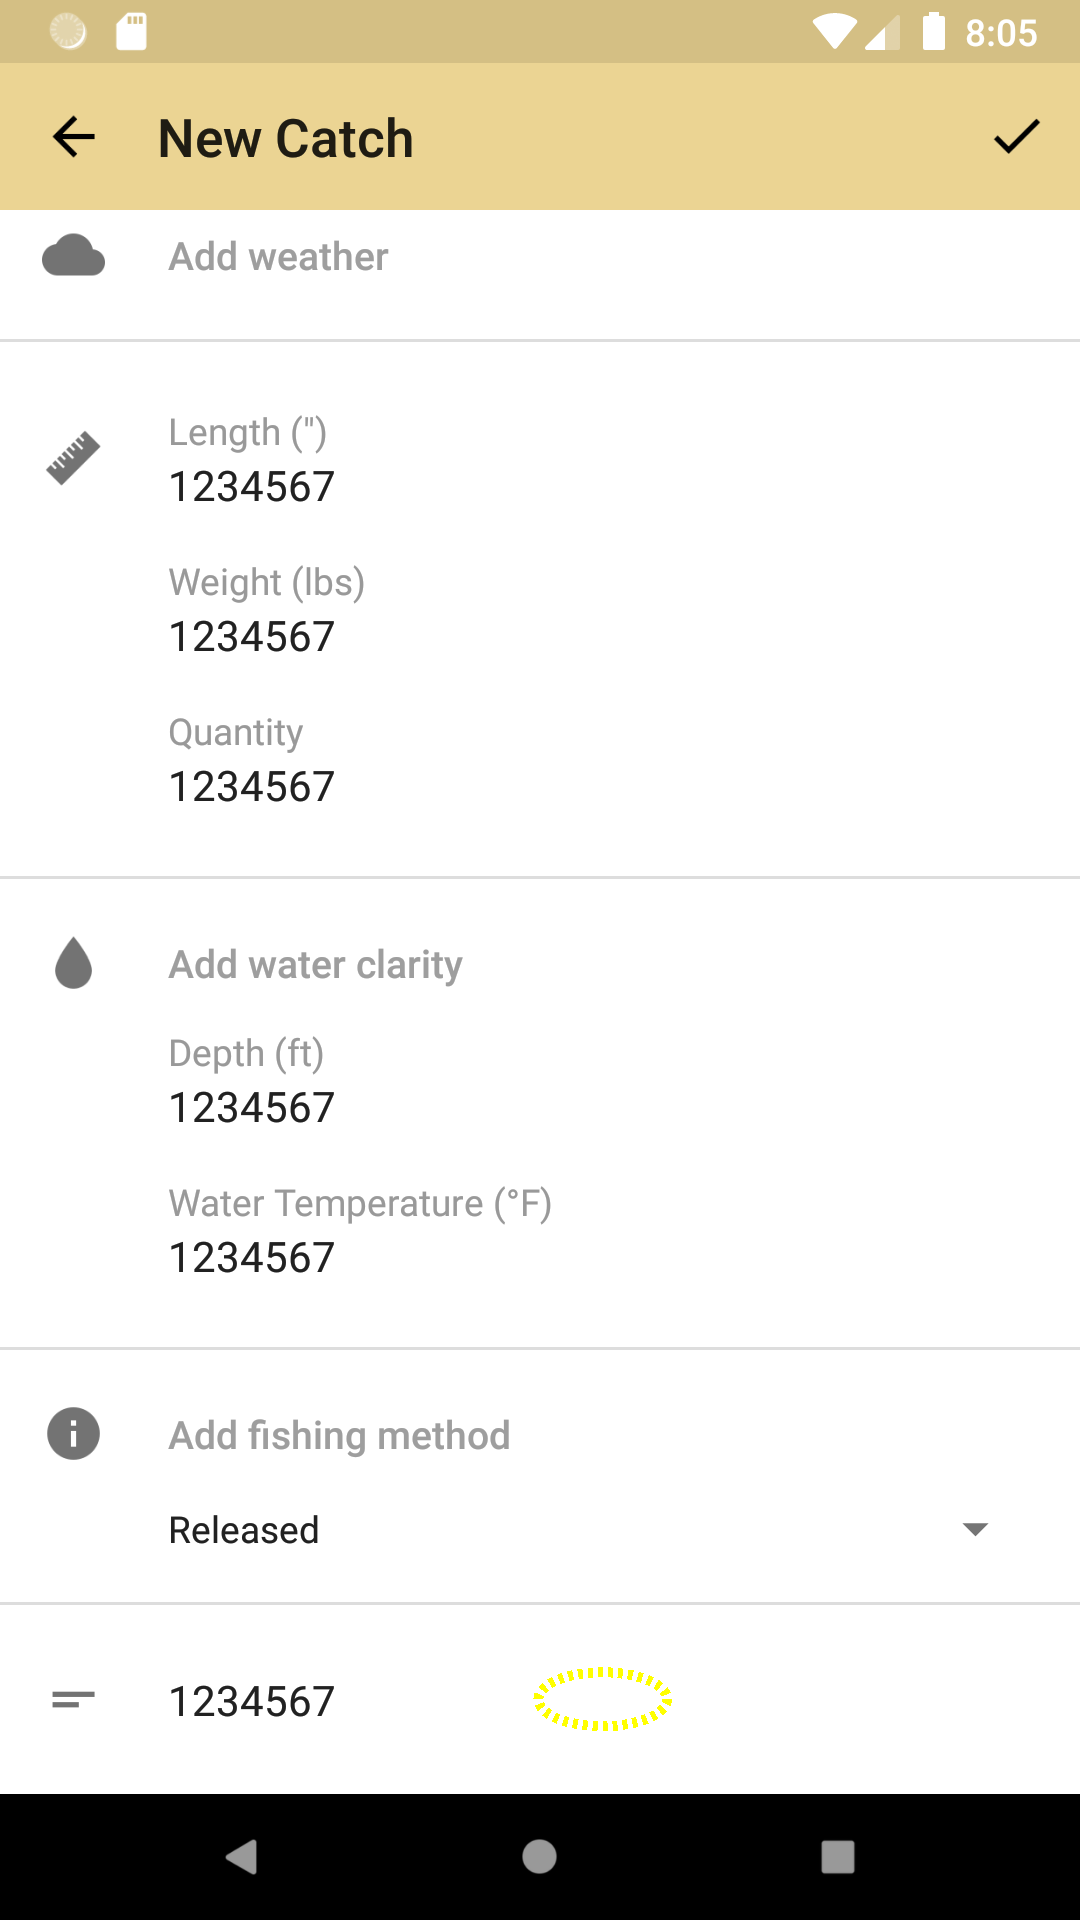 8:05
New Catch
Add weather
Length (")
1234567
Weight (lbs)
1234567
Quantity
1234567
Add water clarity
Depth (ft)
1234567
Water Temperature (°F)
1234567
Add fishing method
Released
1234567